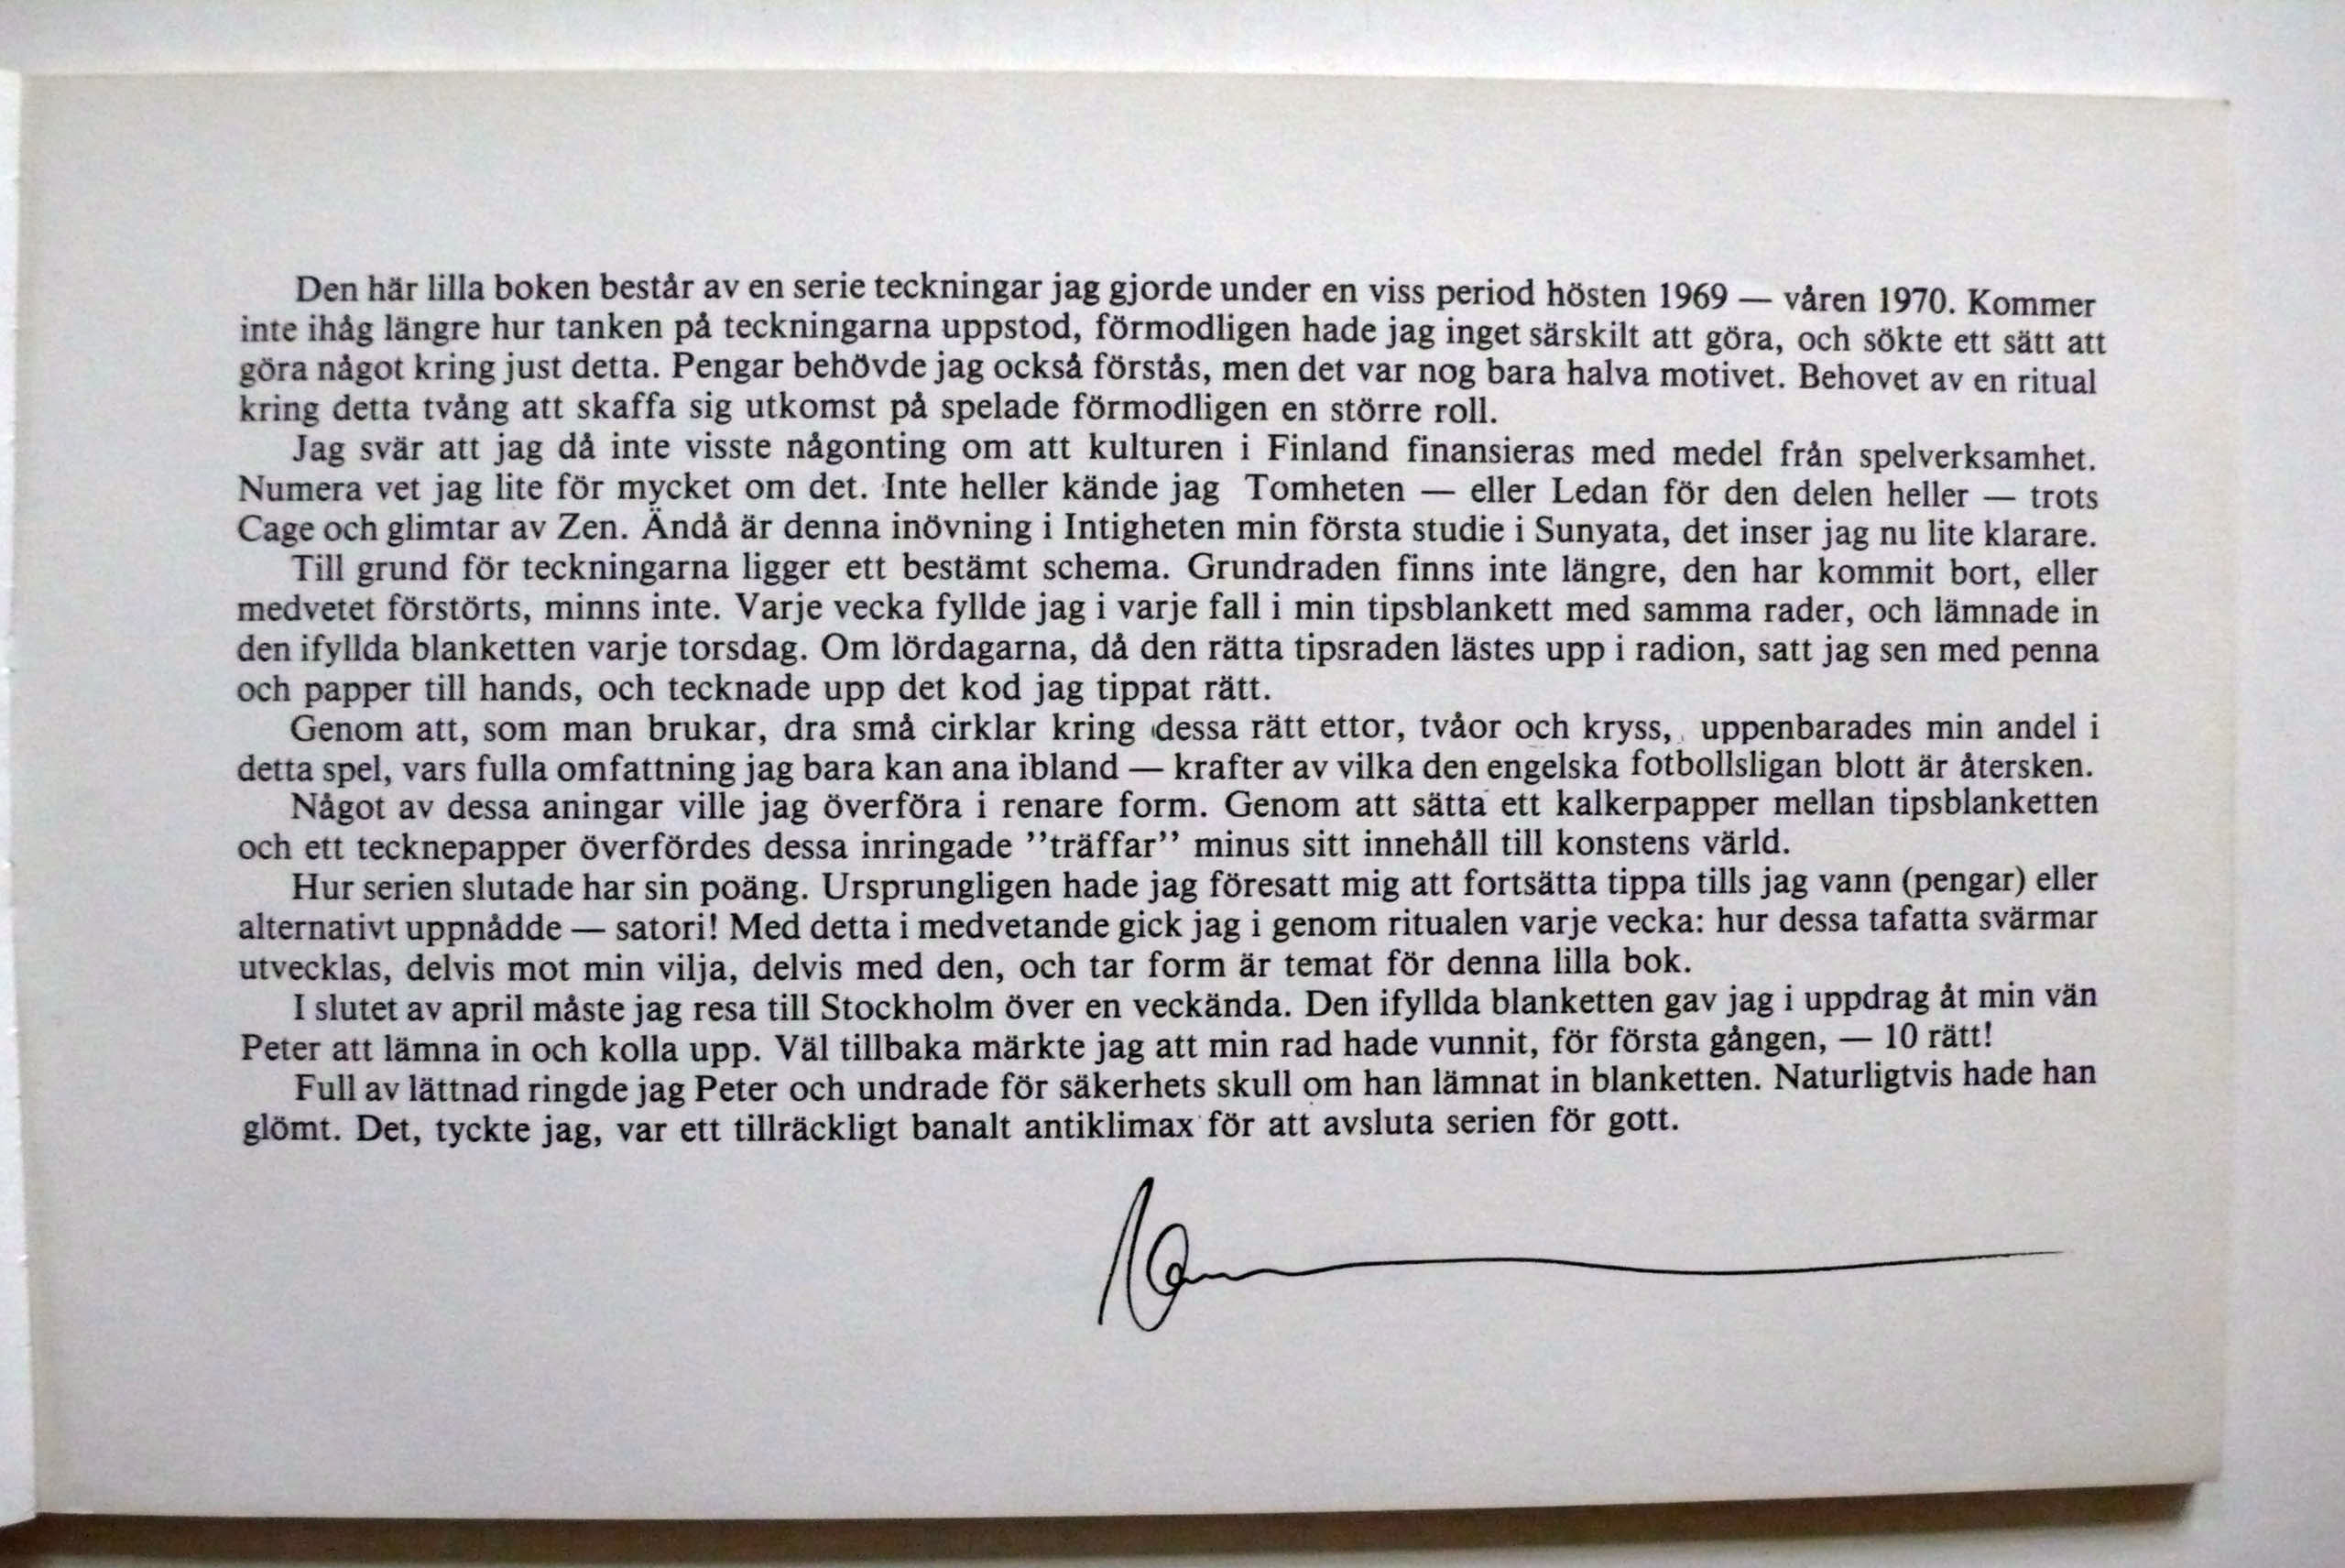 Den här lilla boken består av en serie teckningar jag gjorde under en viss period hösten 1969 — våren 1970. Kommer
inte ihåg längre hur tanken på teckningarna uppstod, förmodligen hade jag inget särskilt att göra, och sökte ett sätt att
göra något kring just detta. Pengar behövde jag också förstås, men det var nog bara halva motivet. Behovet av en ritual
kring detta tvång att skaffa sig utkomst på spelade förmodligen en större roll.
Jag svär att jag då inte visste någonting om att kulturen i Finland finansieras med medel från spelverksamhet.
Numera vet jag lite för mycket om det. Inte heller kände jag Tomheten — eller Ledan för den delen heller — trots
Cage och glimtar av Zen. Ändå är denna inövning i Intigheten min första studie i Sunyata, det inser jag nu lite klarare.
Till grund för teckningarna ligger ett bestämt schema. Grundraden finns inte längre, den har kommit bort, eller
medvetet förstörts, minns inte. Varje vecka fyllde jag i varje fall i min tipsblankett med samma rader, och lämnade in
den ifyllda blanketten varje torsdag. Om lördagarna, då den rätta tipsraden lästes upp i radion, satt jag sen med penna
och papper till hands, och tecknade upp det kod jag tippat rätt.
Genom att, som man brukar, dra små cirklar kring dessa rätt ettor, tvåor och kryss, uppenbarades min andel i
detta spel, vars fulla omfattning jag bara kan ana ibland — krafter av vilka den engelska fotbollsligan blott är återsken.
Något av dessa aningar ville jag överföra i renare form. Genom att sätta ett kalkerpapper mellan tipsblanketten
och ett tecknepapper överfördes dessa inringade ''träffar'' minus sitt innehåll till konstens värld.
Hur serien slutade har sin poäng. Ursprungligen hade jag föresatt mig att fortsätta tippa tills jag vann (pengar) eller
alternativt uppnådde — satori! Med detta i medvetande gick jag i genom ritualen varje vecka: hur dessa tafatta svärmar
utvecklas, delvis mot min vilja, delvis med den, och tar form är temat för denna lilla bok.
I slutet av april måste jag resa till Stockholm över en veckända. Den ifyllda blanketten gav jag i uppdrag åt min vän
Peter att lämna in och kolla upp. Väl tillbaka märkte jag att min rad hade vunnit, för första gången, — 10 rätt!
Full av lättnad ringde jag Peter och undrade för säkerhets skull om han lämnat in blanketten. Naturligtvis hade han
glömt. Det, tyckte jag, var ett tillräckligt banalt antiklimax för att avsluta serien för gott.